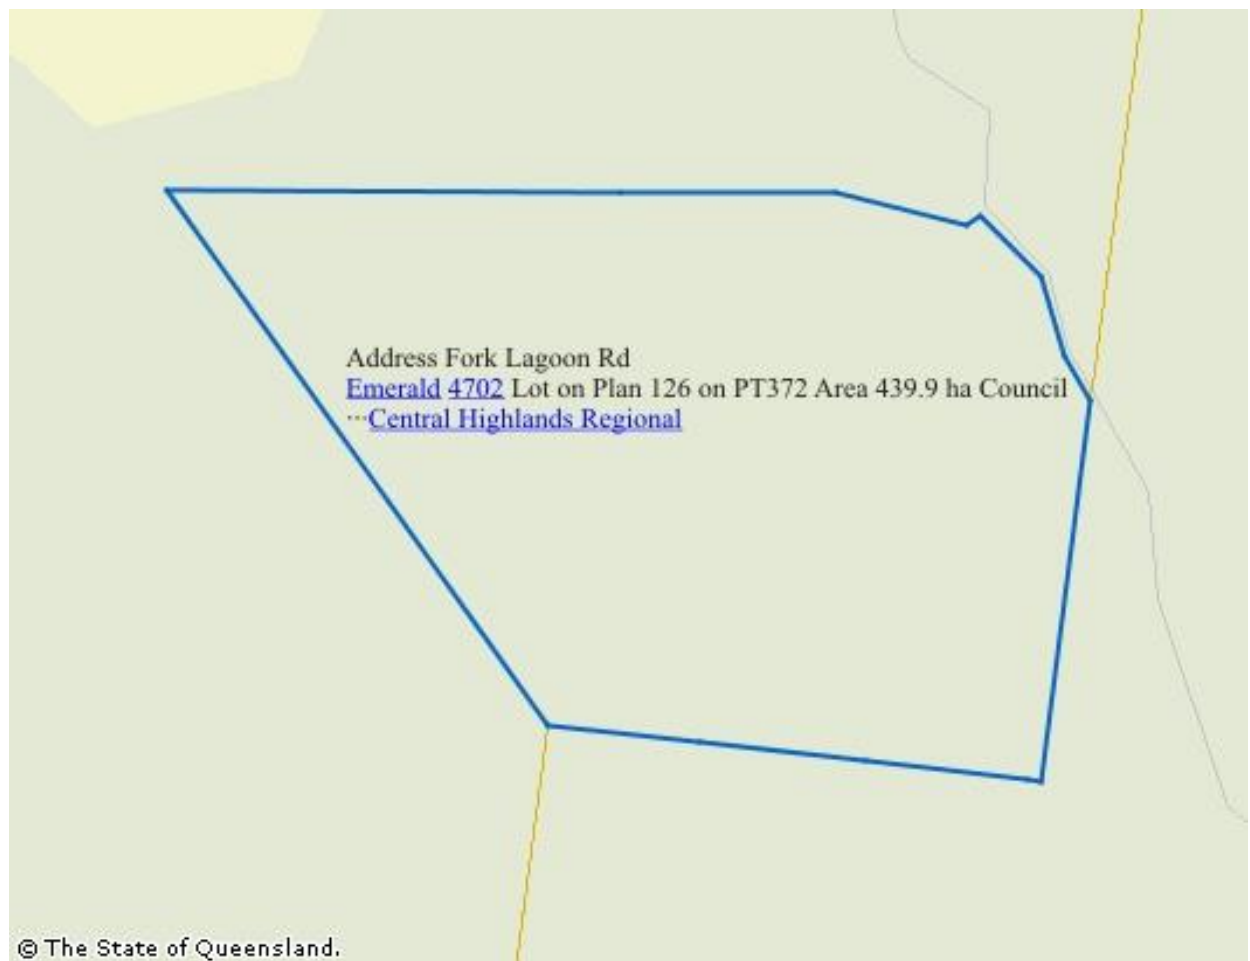 Address Fork Lagoon Rd
Emerald 4702 Lot on Plan 126 on PT372 Area 439.9 ha Council
···Central Highlands Regional
© The State of Queensland.